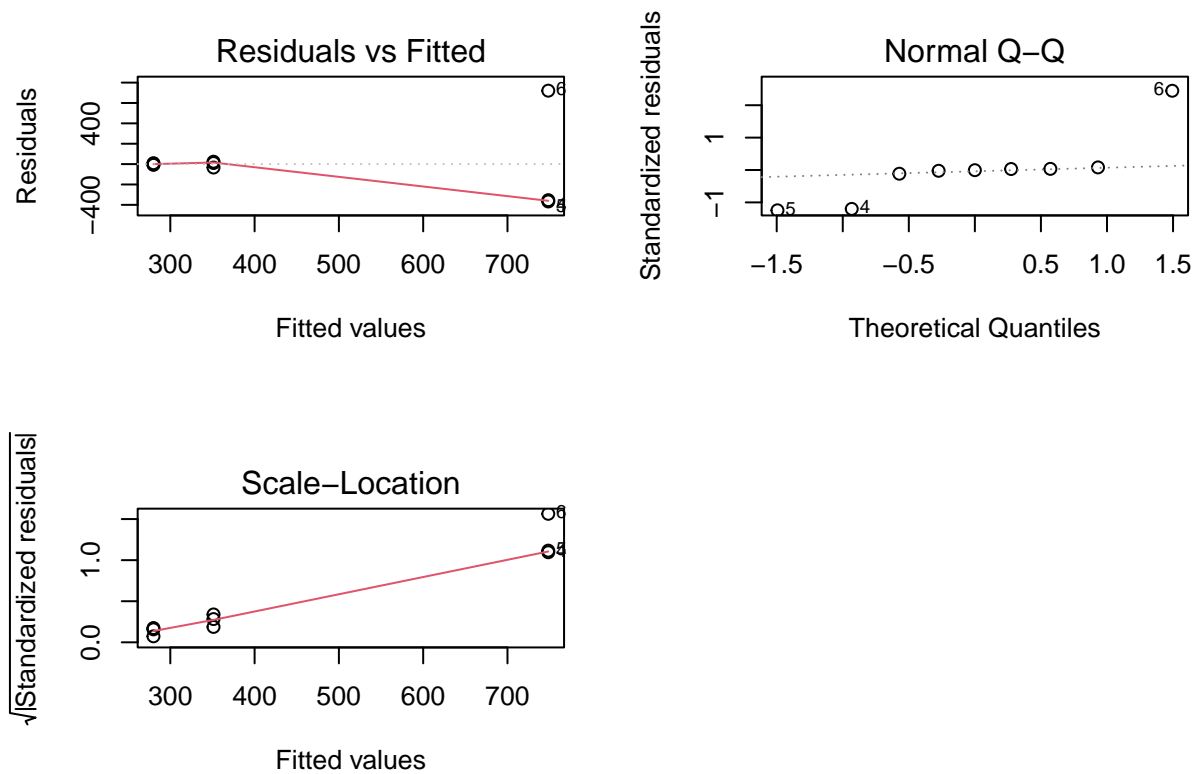 Residuals vs Fitted
Residuals
400
−400
6
5
300 400 500 600 700
Fitted values
Normal Q−Q
Standardized residuals
1
−1
6
5
4
−1.5 −0.5 0.5 1.0 1.5
Theoretical Quantiles
Scale−Location
√|Standardized residuals|
1.0
0.0
6
300 400 500 600 700
Fitted values